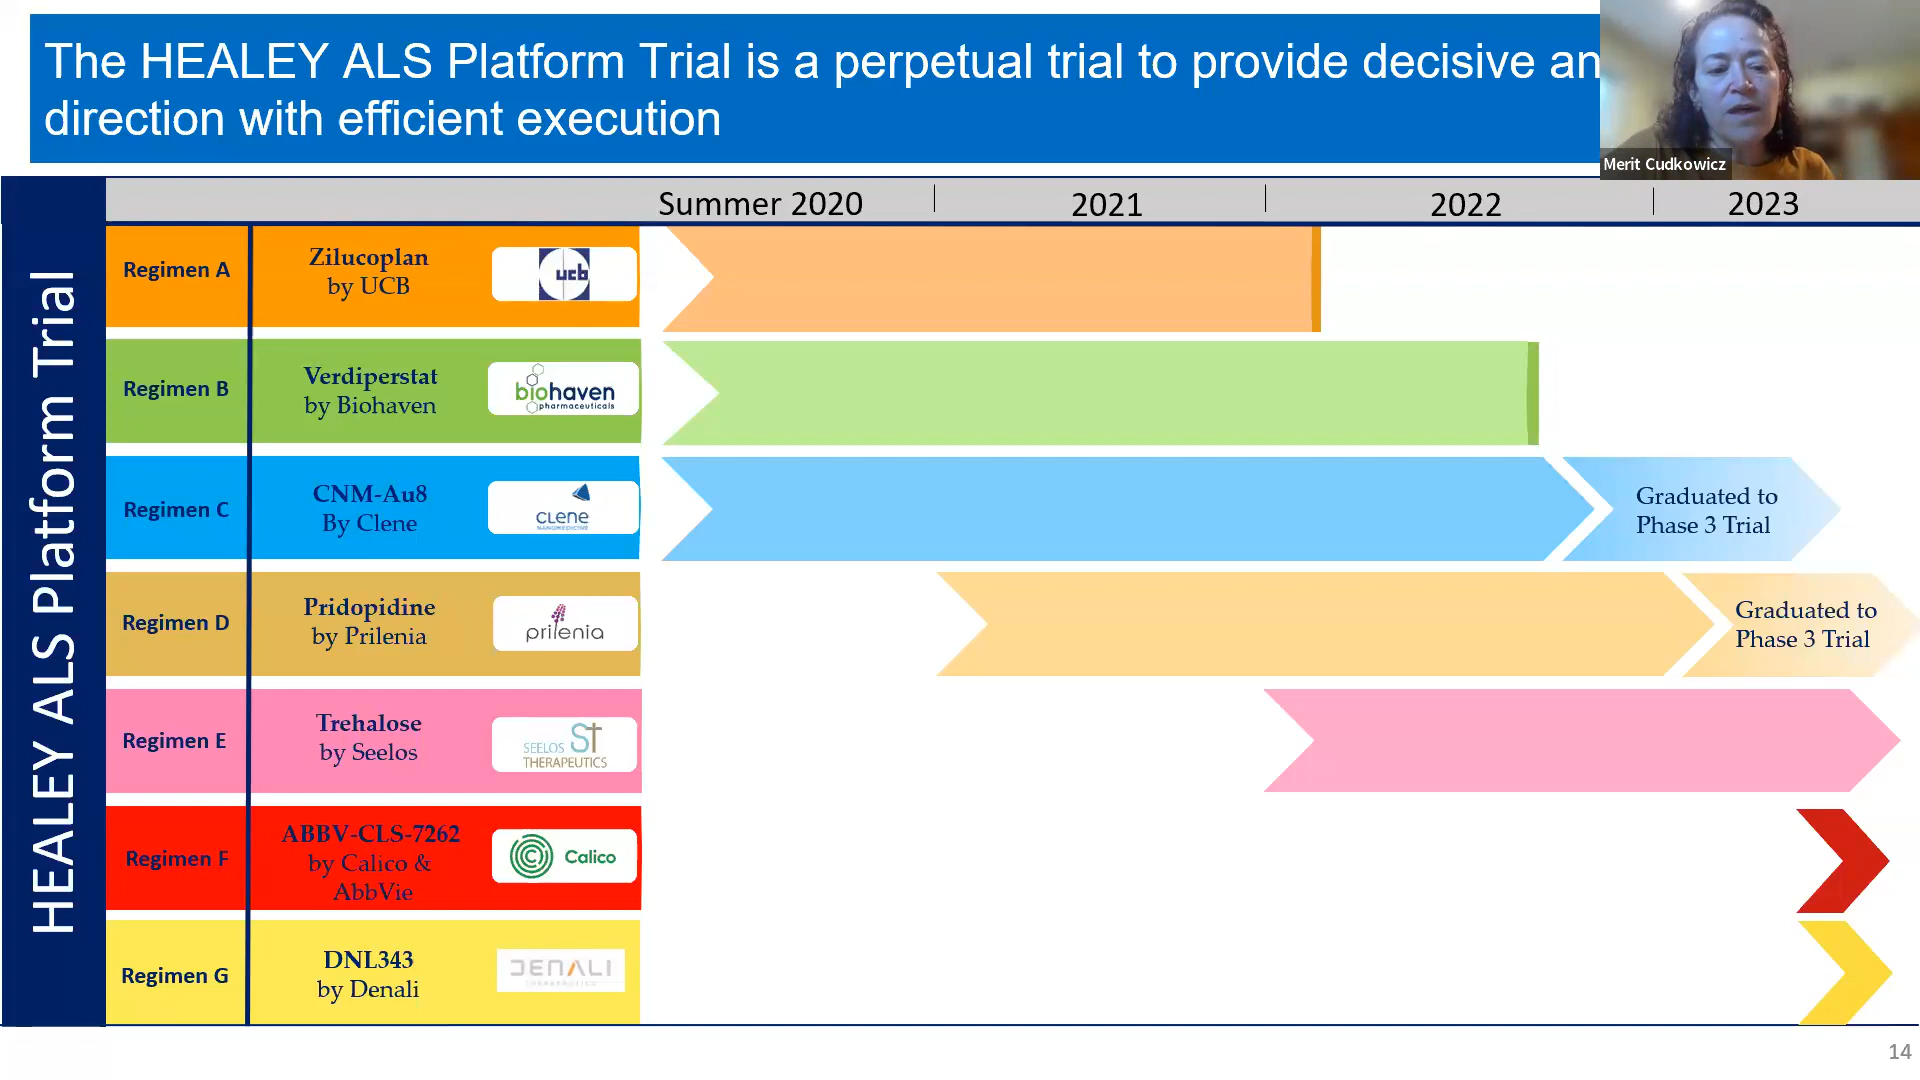 The HEALEY ALS Platform Trial is a perpetual trial to provide decisive an
direction with efficient execution
Merit Cudkowicz
Summer 2020
2021
2022
2023
HEALEY ALS Platform Trial
Regimen A
Zilucoplan
by UCB
ucb
Regimen B
Verdiperstat
by Biohaven
biohaven
pharmaceuticals
Regimen C
CNM-Au8
By Clene
CLENE
NANOMEDICINE
Graduated to
Phase 3 Trial
Regimen D
Pridopidine
by Prilenia
prilenia
Graduated to
Phase 3 Trial
Regimen E
Trehalose
by Seelos
SEELOS St
THERAPEUTICS
Regimen F
ABBV-CLS-7262
by Calico &
AbbVie
Calico
Regimen G
DNL343
by Denali
DENALI
14